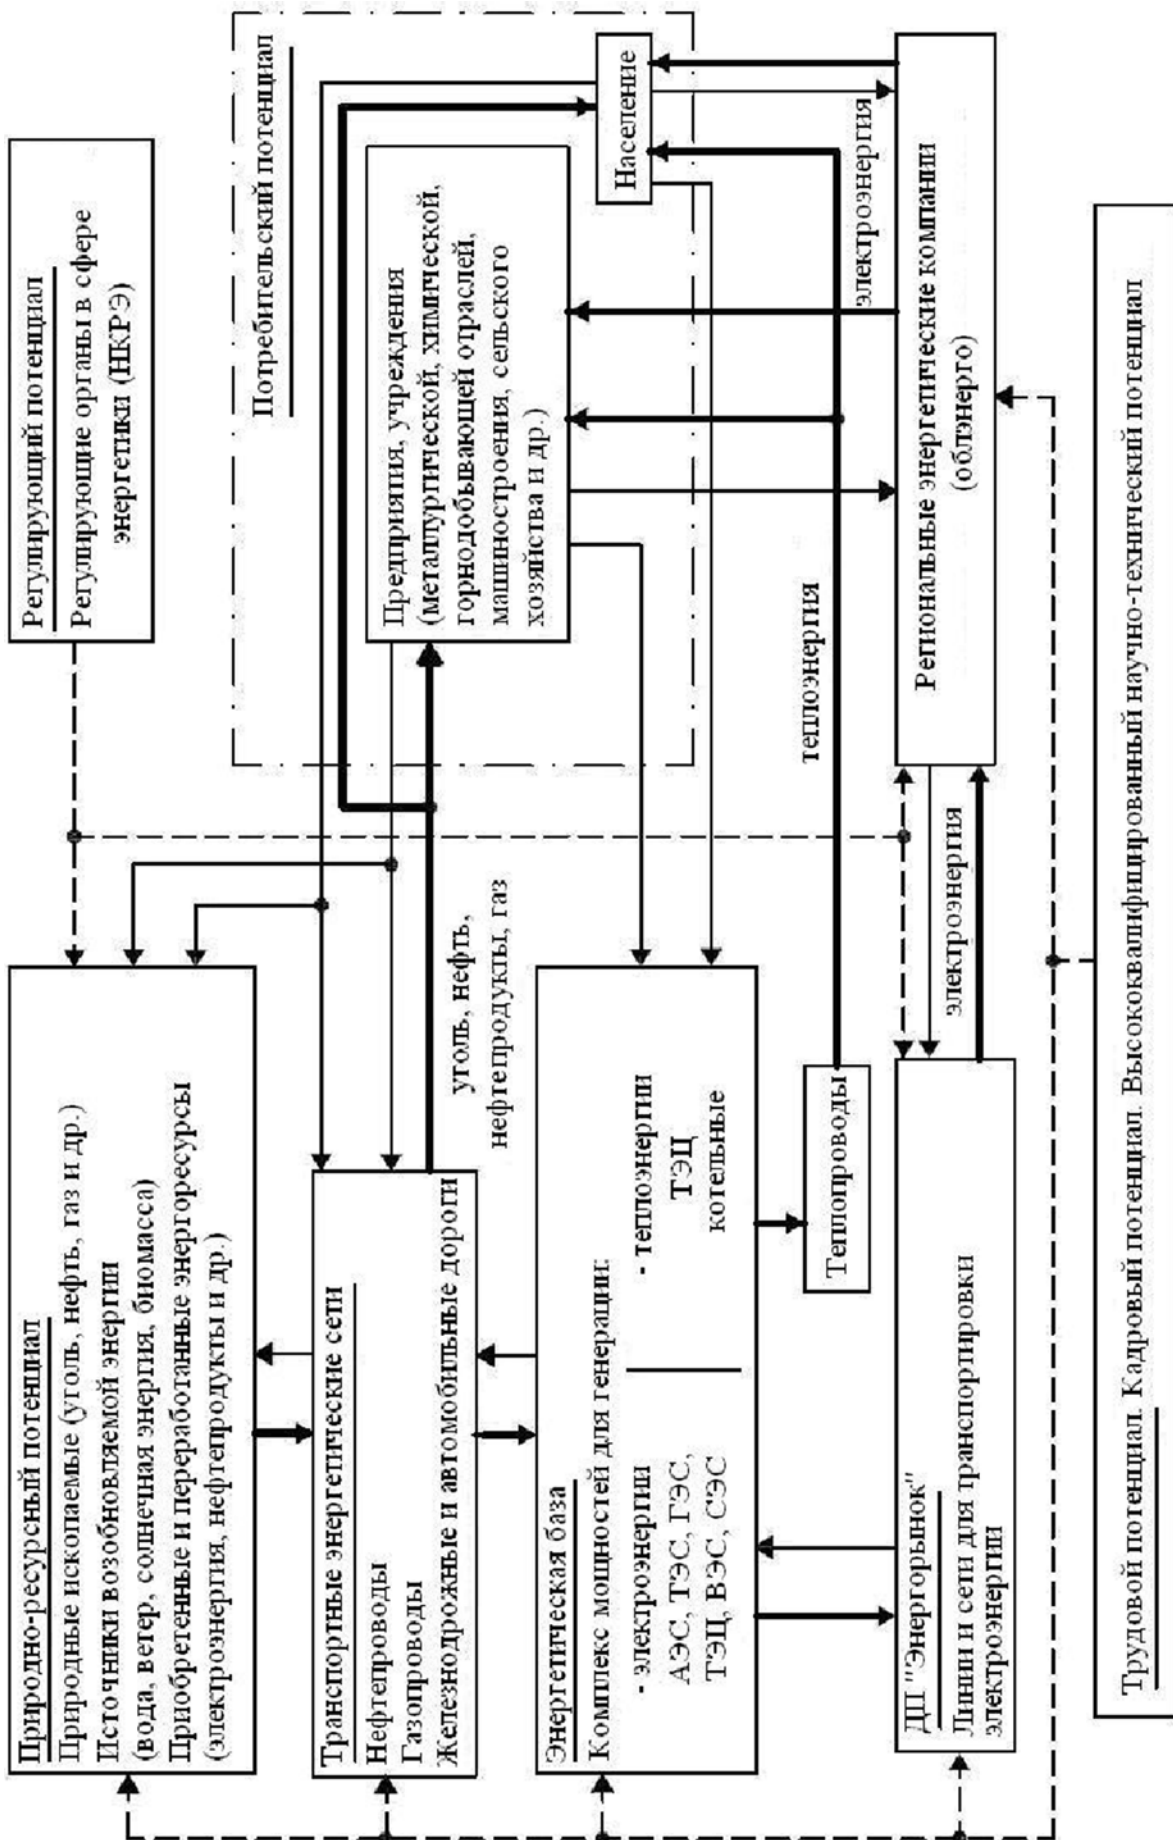 Природно-ресурсный потенциал
Природные ископаемые (уголь, нефть, газ и др.)
Источники возобновляемой энергии
(вода, ветер, солнечная энергия, биомасса)
Приобретенные и переработанные энергоресурсы
(электроэнергия, нефтепродукты и др.)
Регулирующий потенциал
Регулирующие органы в сфере
энергетики (НКРЭ)
Потребительский потенциал
Транспортные энергетические сети
Нефтепроводы
Газопроводы
Железнодрожные и автомобильные дороги
уголь, нефть,
нефтепродукты, газ
Предприятия, учреждения
(металлургической, химической,
горнодобывающей отраслей,
машиностроения, сельского
хозяйства и др.)
Население
Энергетическая база
Комплекс мощностей для генерации:
- электроэнергии
АЭС, ТЭС, ГЭС,
ТЭЦ, ВЭС, СЭС
- теплоэнергии
ТЭЦ
котельные
Теплопроводы
теплоэнергия
электроэнергия
ДП "Энергорынок"
Линии и сети для транспортировки
электроэнергии
электроэнергия
Региональные энергетические компании
(облэнерго)
Трудовой потенциал. Кадровый потенциал. Высококвалифицированный научно-технический потенциал